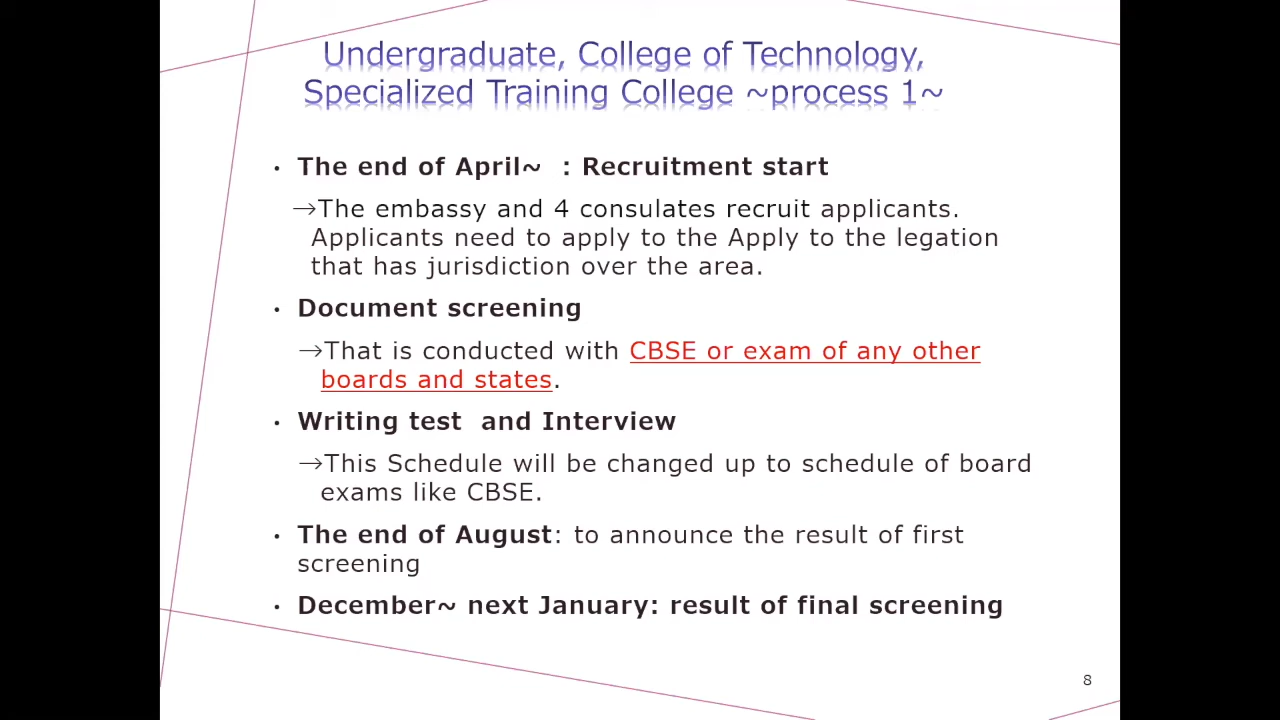 Undergraduate, College of Technology,
Specialized Training College ~process 1~
• The end of April~ : Recruitment start
→The embassy and 4 consulates recruit applicants.
Applicants need to apply to the Apply to the legation
that has jurisdiction over the area.
• Document screening
→That is conducted with CBSE or exam of any other
boards and states.
• Writing test and Interview
→This Schedule will be changed up to schedule of board
exams like CBSE.
• The end of August: to announce the result of first
screening
• December~ next January: result of final screening
8